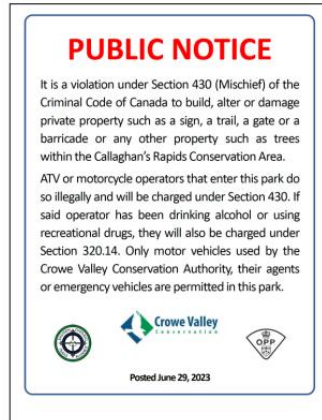 PUBLIC NOTICE
It is a violation under Section 430 (Mischief) of the
Criminal Code of Canada to build, alter or damage
private property such as a sign, a trail, a gate or a
barricade or any other property such as trees
within the Callaghan's Rapids Conservation Area.
ATV or motorcycle operators that enter this park do
so illegally and will be charged under Section 430. If
said operator has been drinking alcohol or using
recreational drugs, they will also be charged under
Section 320.14. Only motor vehicles used by the
Crowe Valley Conservation Authority, their agents
or emergency vehicles are permitted in this park.
Crowe Valley
Conservation
OPP
Posted June 29, 2023